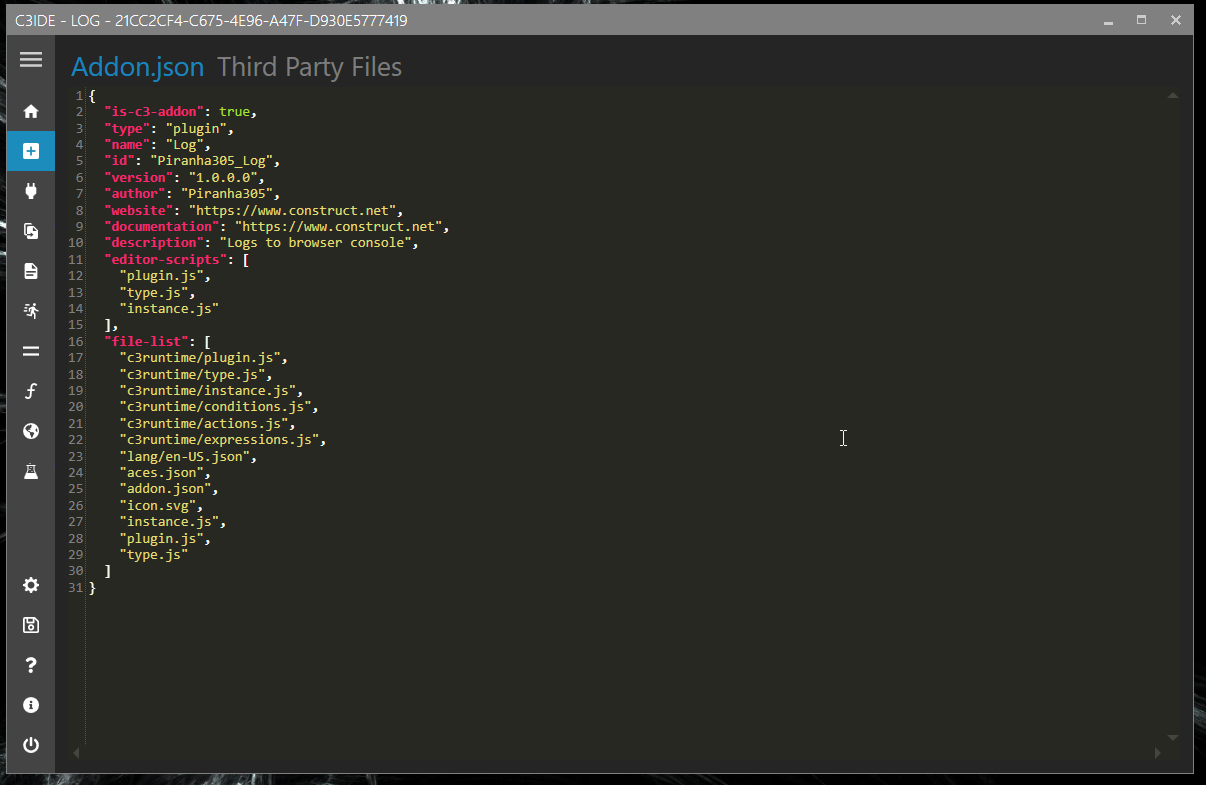 C3IDE - LOG - 21CC2CF4-C675-4E96-A47F-D930E5777419
Addon.json Third Party Files
1 {
2 "is-c3-addon": true,
3 "type": "plugin",
4 "name": "Log",
5 "id": "Piranha305_Log",
6 "version": "1.0.0.0",
7 "author": "Piranha305",
8 "website": "https://www.construct.net",
9 "documentation": "https://www.construct.net",
10 "description": "Logs to browser console",
11 "editor-scripts": [
12 "plugin.js",
13 "type.js",
14 "instance.js"
15 ],
16 "file-list": [
17 "c3runtime/plugin.js",
18 "c3runtime/type.js",
19 "c3runtime/instance.js",
20 "c3runtime/conditions.js",
21 "c3runtime/actions.js",
22 "c3runtime/expressions.js",
23 "lang/en-US.json",
24 "aces.json",
25 "addon.json",
26 "icon.svg",
27 "instance.js",
28 "plugin.js",
29 "type.js"
30 ]
31 }